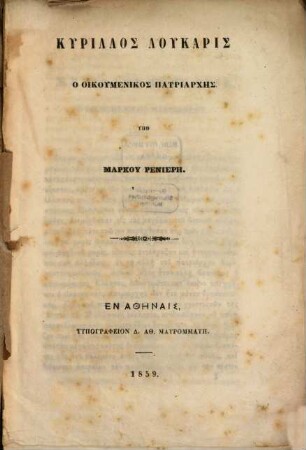 ΚΥΡΙΛΛΟΣ ΛΟΥΚΑΡΙΣ
Ο ΟΙΚΟΥΜΕΝΙΚΟΣ ΠΑΤΡΙΑΡΧΗΣ
ΥΠΟ
ΜΑΡΚΟΥ ΡΕΝΙΕΡΗ.
ΕΝ ΑΘΗΝΑΙΣ,
ΤΥΠΟΓΡΑΦΕΙΟΝ Δ. ΑΘ. ΜΑΥΡΟΜΜΑΤΗ.
1859.